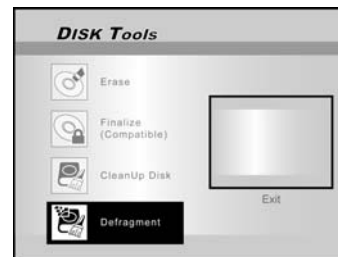 DISK Tools
Erase
Finalize
(Compatible)
CleanUp Disk
Exit
Defragment